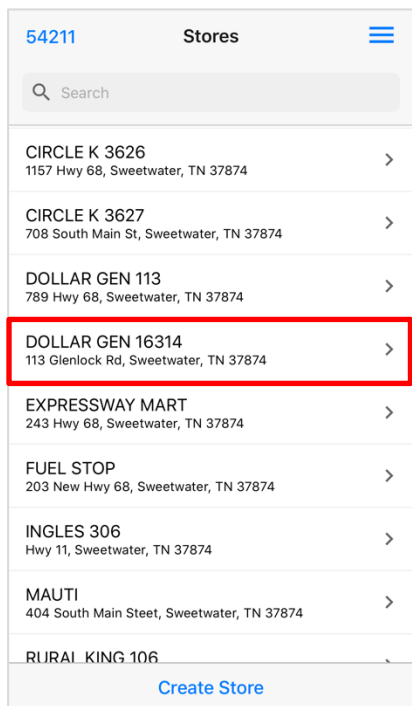 54211 Stores
Search
CIRCLE K 3626
1157 Hwy 68, Sweetwater, TN 37874
CIRCLE K 3627
708 South Main St, Sweetwater, TN 37874
DOLLAR GEN 113
789 Hwy 68, Sweetwater, TN 37874
DOLLAR GEN 16314
113 Glenlock Rd, Sweetwater, TN 37874
EXPRESSWAY MART
243 Hwy 68, Sweetwater, TN 37874
FUEL STOP
203 New Hwy 68, Sweetwater, TN 37874
INGLES 306
Hwy 11, Sweetwater, TN 37874
MAUTI
404 South Main Steet, Sweetwater, TN 37874
RURAL KING 106
Create Store